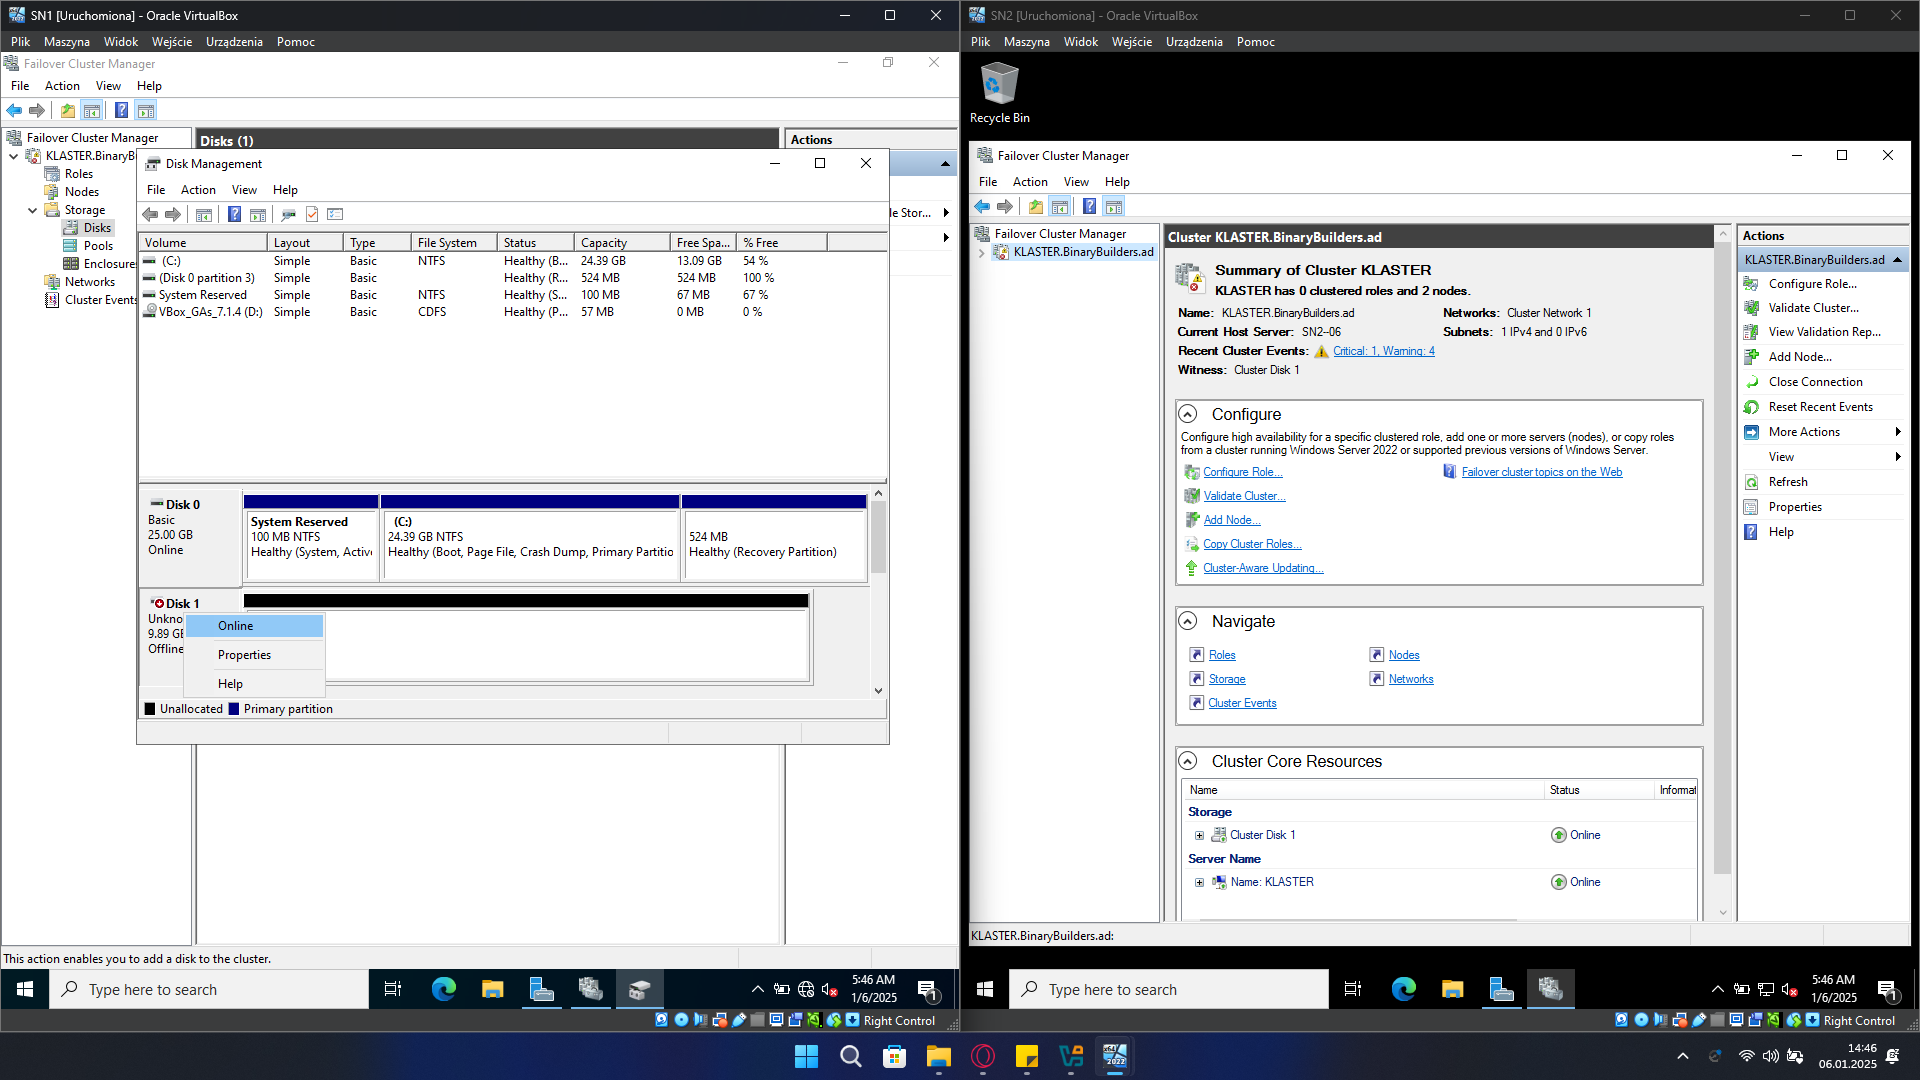 SN1 [Uruchomiona] - Oracle VirtualBox
Plik Maszyna Widok Wejście Urządzenia Pomoc
Failover Cluster Manager
File Action View Help
Failover Cluster Manager
KLASTER.BinaryB
Roles
Nodes
Storage
Disks
Pools
Enclosure
Networks
Cluster Events
Disks (1)
Actions
le Stor...
Disk Management
File Action View Help
Volume Layout Type File System Status Capacity Free Spa... % Free
(C:) Simple Basic NTFS Healthy (B... 24.39 GB 13.09 GB 54 %
(Disk 0 partition 3) Simple Basic Healthy (R... 524 MB 524 MB 100 %
System Reserved Simple Basic NTFS Healthy (S... 100 MB 67 MB 67 %
VBox_GAs_7.1.4 (D:) Simple Basic CDFS Healthy (P... 57 MB 0 MB 0 %
Disk 0
Basic
25.00 GB
Online
System Reserved
100 MB NTFS
Healthy (System, Active
(C:)
24.39 GB NTFS
Healthy (Boot, Page File, Crash Dump, Primary Partitio
524 MB
Healthy (Recovery Partition)
Disk 1
Unkno
9.89 GB
Offline
Online
Properties
Help
Unallocated Primary partition
This action enables you to add a disk to the cluster.
Type here to search
5:46 AM
1/6/2025
1
Right Control
SN2 [Uruchomiona] - Oracle VirtualBox
Plik Maszyna Widok Wejście Urządzenia Pomoc
Recycle Bin
Failover Cluster Manager
File Action View Help
Failover Cluster Manager
KLASTER.BinaryBuilders.ad
Cluster KLASTER.BinaryBuilders.ad
Summary of Cluster KLASTER
KLASTER has 0 clustered roles and 2 nodes.
Name: KLASTER.BinaryBuilders.ad Networks: Cluster Network 1
Current Host Server: SN2--06 Subnets: 1 IPv4 and 0 IPv6
Recent Cluster Events: Critical: 1, Warning: 4
Witness: Cluster Disk 1
Configure
Configure high availability for a specific clustered role, add one or more servers (nodes), or copy roles
from a cluster running Windows Server 2022 or supported previous versions of Windows Server.
Configure Role... Failover cluster topics on the Web
Validate Cluster...
Add Node...
Copy Cluster Roles...
Cluster-Aware Updating...
Navigate
Roles Nodes
Storage Networks
Cluster Events
Cluster Core Resources
Name Status Informat
Storage
Cluster Disk 1 Online
Server Name
Name: KLASTER Online
Actions
KLASTER.BinaryBuilders.ad
Configure Role...
Validate Cluster...
View Validation Rep...
Add Node...
Close Connection
Reset Recent Events
More Actions
View
Refresh
Properties
Help
KLASTER.BinaryBuilders.ad:
Type here to search
5:46 AM
1/6/2025
1
Right Control
14:46
06.01.2025